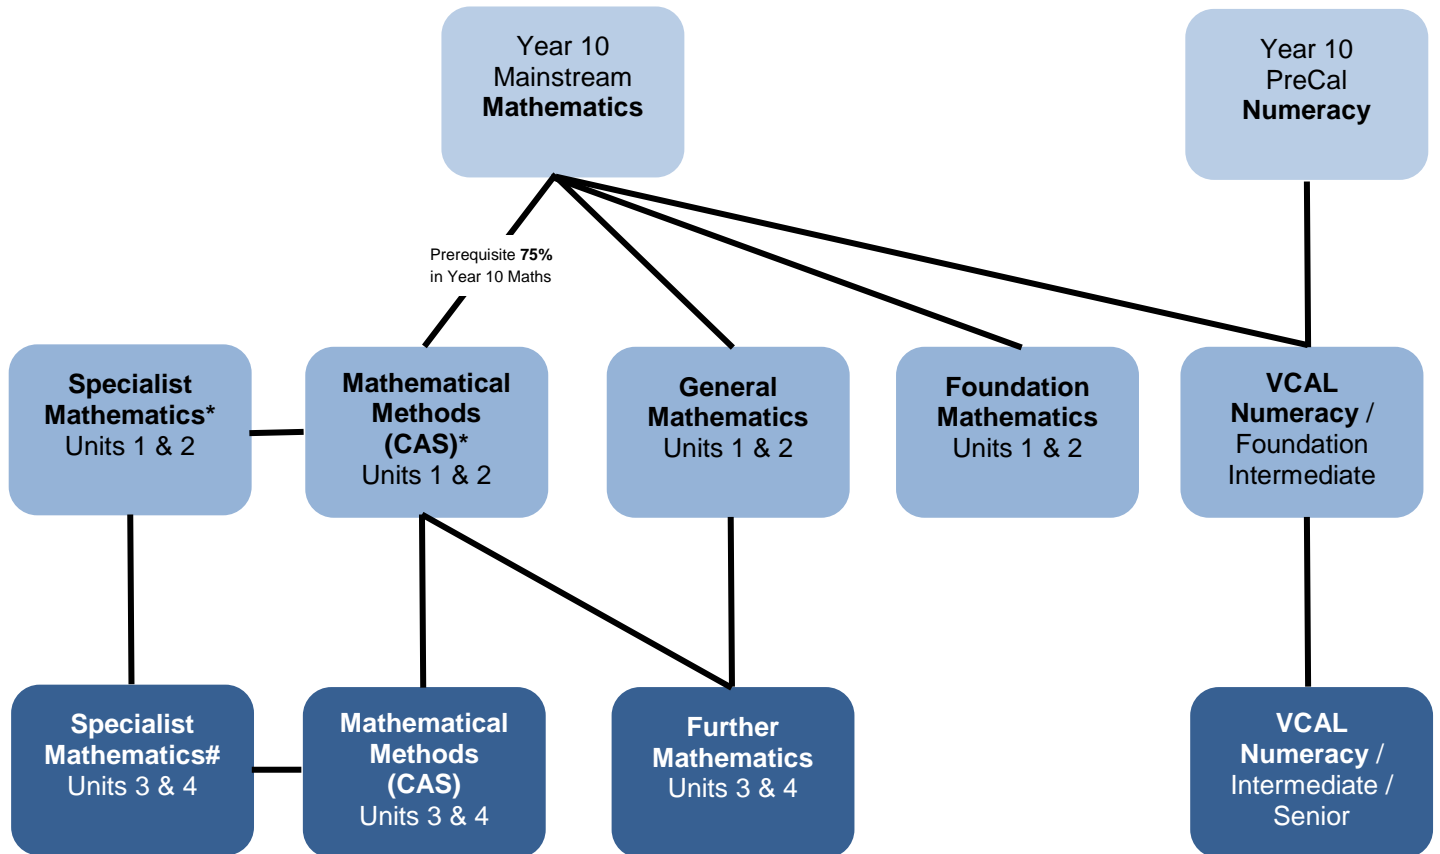 Year 10
Mainstream
Mathematics
Year 10
PreCal
Numeracy
Prerequisite 75%
in Year 10 Maths
Specialist
Mathematics*
Units 1 & 2
Mathematical
Methods
(CAS)*
Units 1 & 2
General
Mathematics
Units 1 & 2
Foundation
Mathematics
Units 1 & 2
VCAL
Numeracy /
Foundation
Intermediate
Specialist
Mathematics#
Units 3 & 4
Mathematical
Methods
(CAS)
Units 3 & 4
Further
Mathematics
Units 3 & 4
VCAL
Numeracy /
Intermediate /
Senior